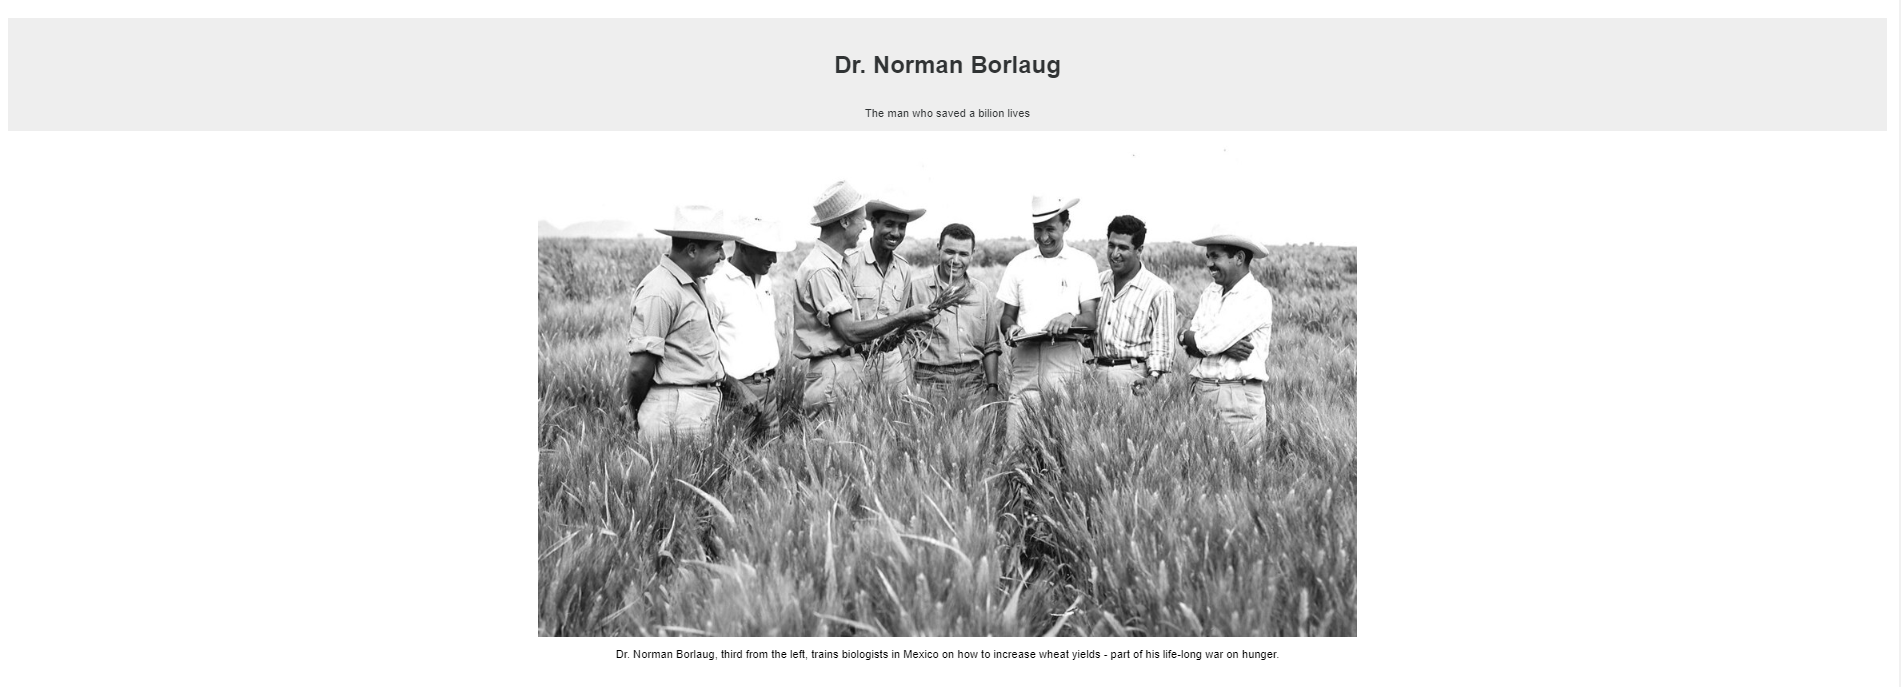 Dr. Norman Borlaug
The man who saved a bilion lives
Dr. Norman Borlaug, third from the left, trains biologists in Mexico on how to increase wheat yields - part of his life-long war on hunger.